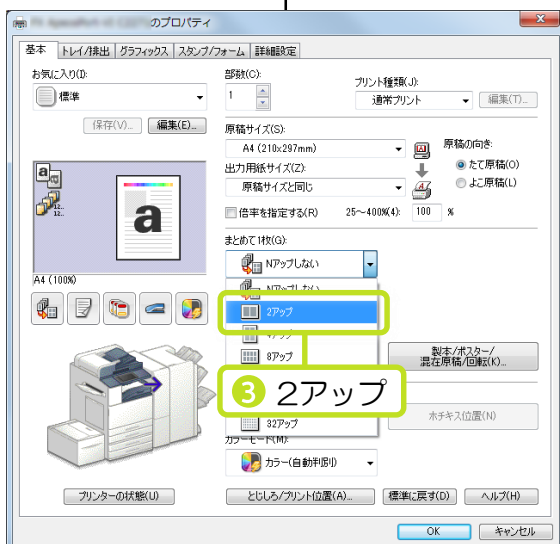 のプロパティ
基本 トレイ/排出 グラフィックス スタンプ/フォーム 詳細設定
お気に入り(I):
標準
保存(V)... 編集(E)...
部数(C):
1
プリント種類(J):
通常プリント
編集(T)...
原稿サイズ(S):
A4 (210x297mm)
出力用紙サイズ(Z):
原稿サイズと同じ
原稿の向き:
たて原稿(O)
よこ原稿(L)
倍率を指定する(R) 25～400%(4): 100 %
a
A4 (100%)
まとめて1枚(G):
Nアップしない
Nアップしない
2アップ
8アップ
3 2アップ
32アップ
製本/ポスター/
混在原稿/回転(K)...
ホチキス位置(N)
カラーモード(M):
カラー(自動判別)
プリンターの状態(U) とじしろ/プリント位置(A)... 標準に戻す(D) ヘルプ(H)
OK キャンセル